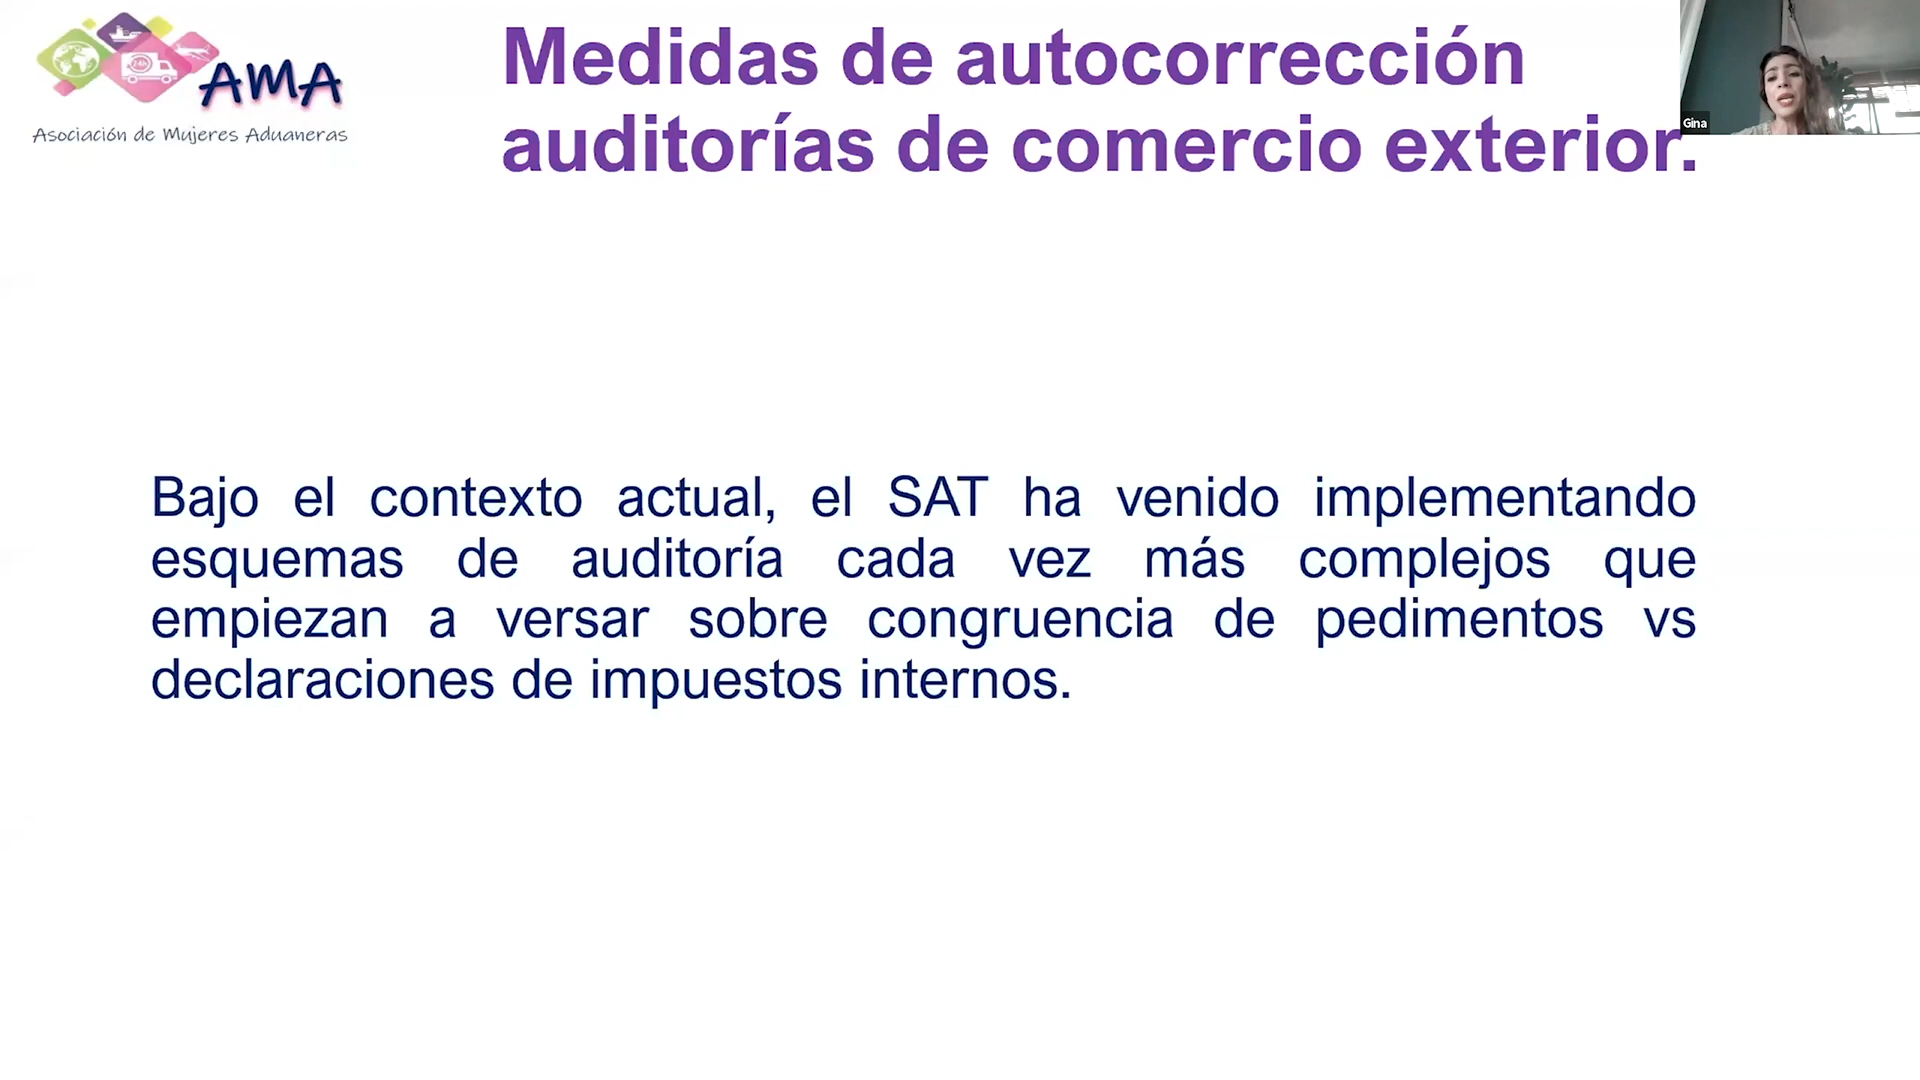 AMA
Asociación de Mujeres Aduaneras
Medidas de autocorrección
auditorías de comercio exterior.
Gina
Bajo el contexto actual, el SAT ha venido implementando
esquemas de auditoría cada vez más complejos que
empiezan a versar sobre congruencia de pedimentos vs
declaraciones de impuestos internos.